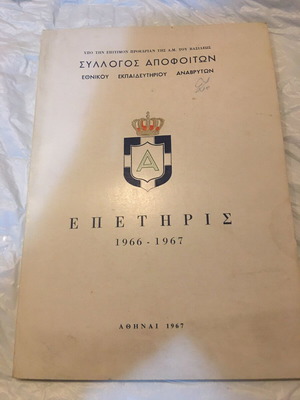 ΥΠΟ ΤΗΝ ΕΠΙΤΙΜΟΝ ΠΡΟΕΔΡΙΑΝ ΤΗΣ Α.Μ. ΤΟΥ ΒΑΣΙΛΕΩΣ
ΣΥΛΛΟΓΟΣ ΑΠΟΦΟΙΤΩΝ
ΕΘΝΙΚΟΥ ΕΚΠΑΙΔΕΥΤΗΡΙΟΥ ΑΝΑΒΡΥΤΩΝ
Α
ΕΠΕΤΗΡΙΣ
1966 - 1967
ΑΘΗΝΑΙ 1967